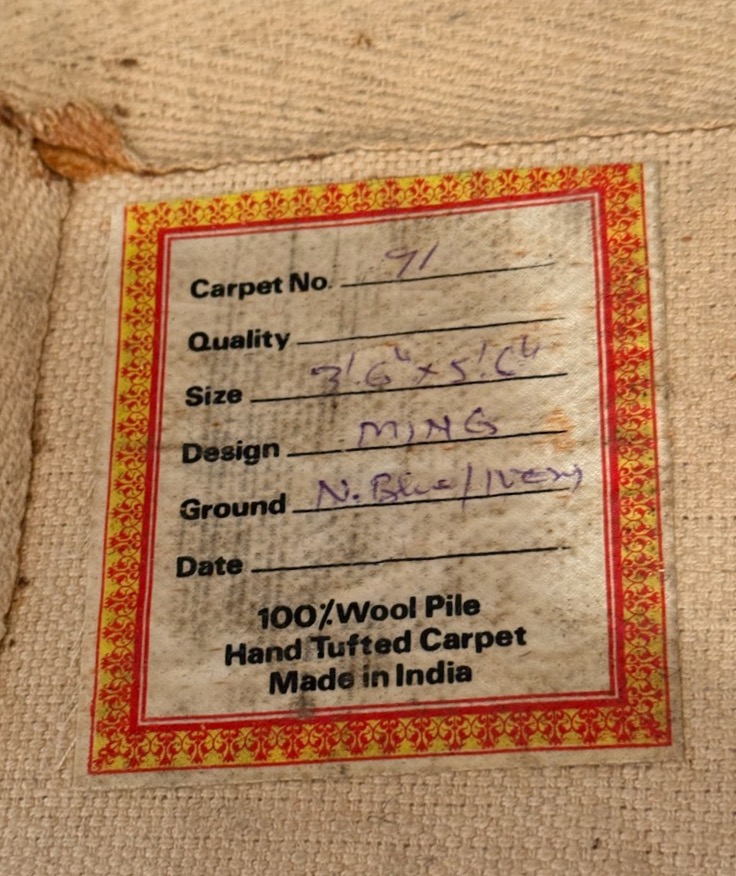 Carpet No. 91
Quality
Size 3'.6" x 5'.6"
Design MING
Ground N. Blue/Ivory
Date
100% Wool Pile
Hand Tufted Carpet
Made in India